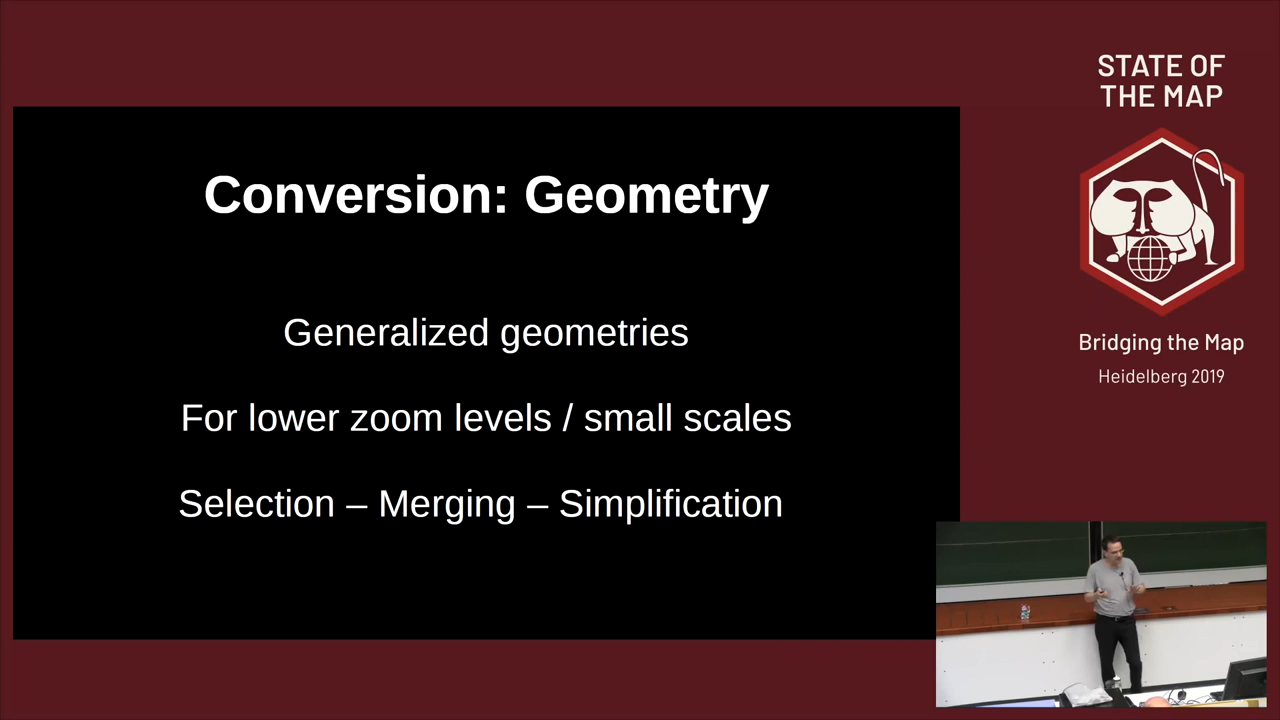 Conversion: Geometry
Generalized geometries
For lower zoom levels / small scales
Selection – Merging – Simplification
STATE OF
THE MAP
Bridging the Map
Heidelberg 2019